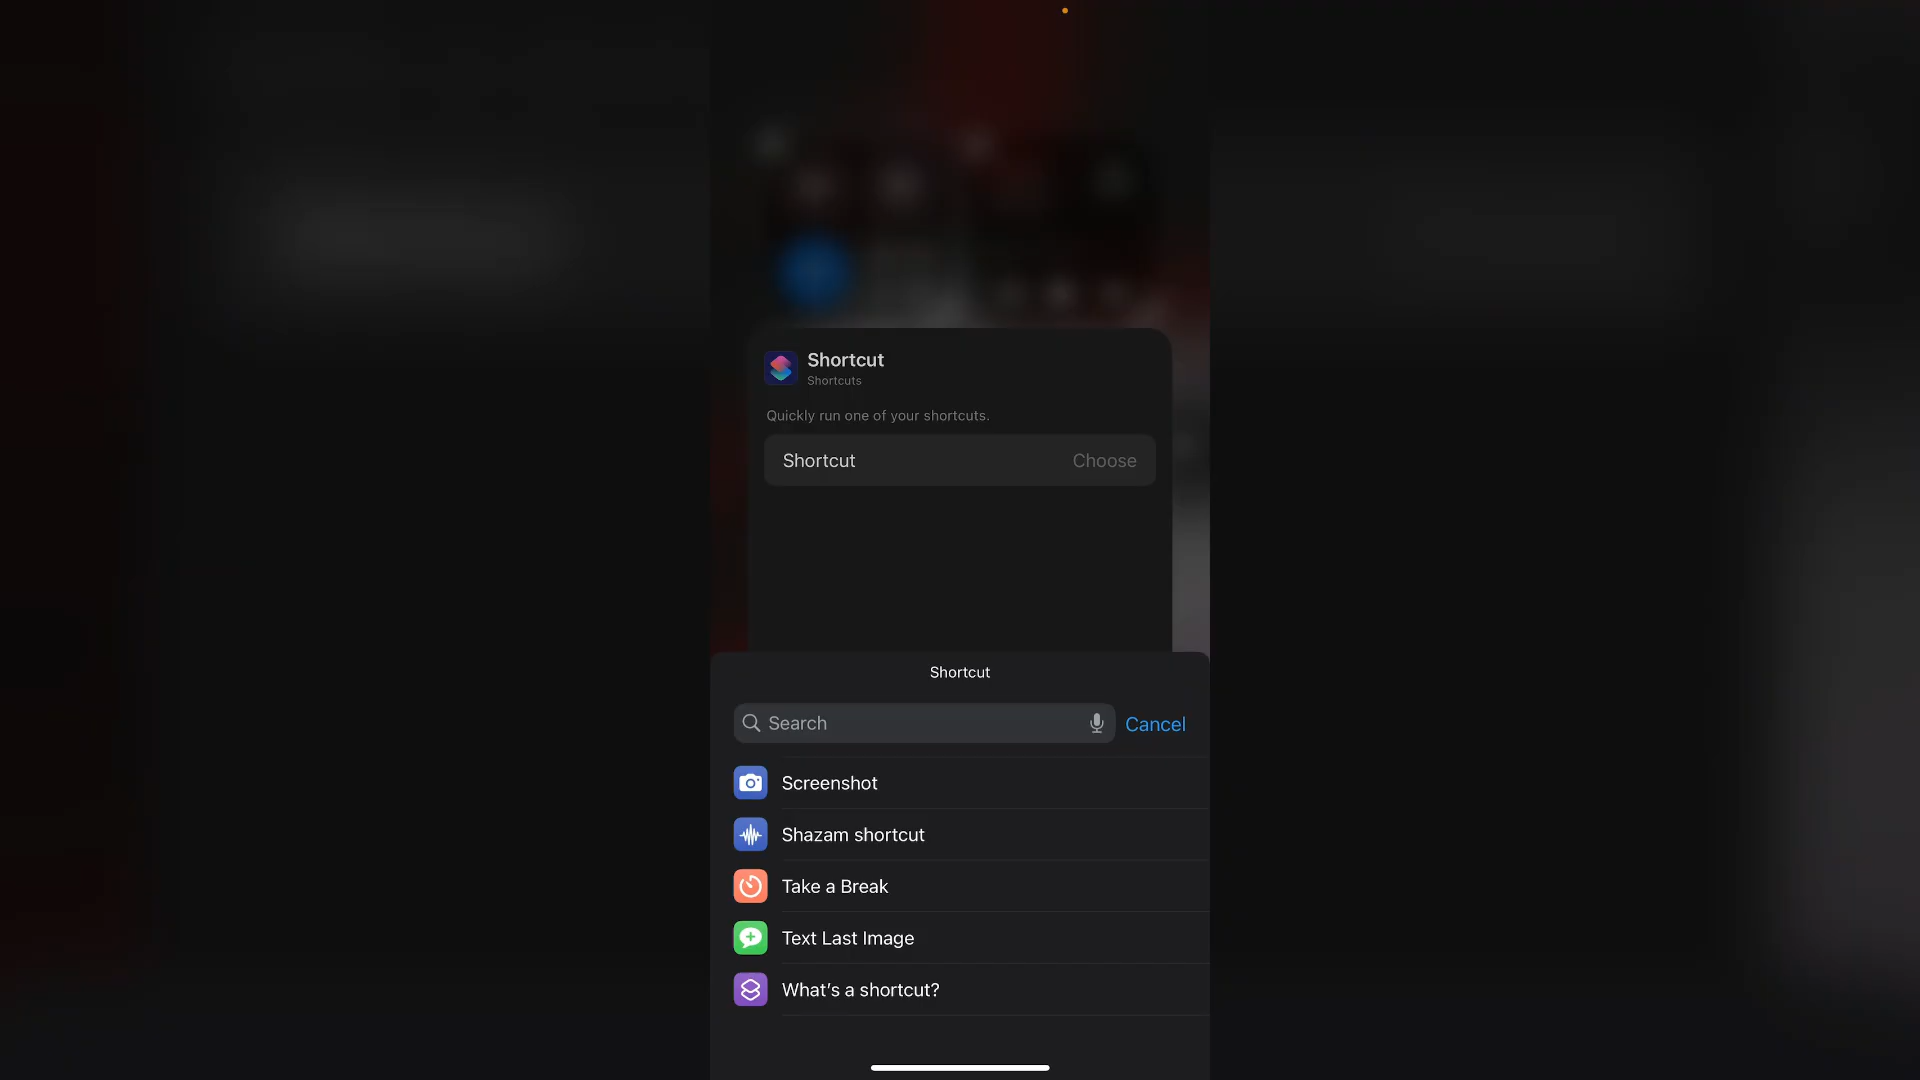 Shortcut
Shortcuts
Quickly run one of your shortcuts.
Shortcut Choose
Shortcut
Search Cancel
Screenshot
Shazam shortcut
Take a Break
Text Last Image
What's a shortcut?